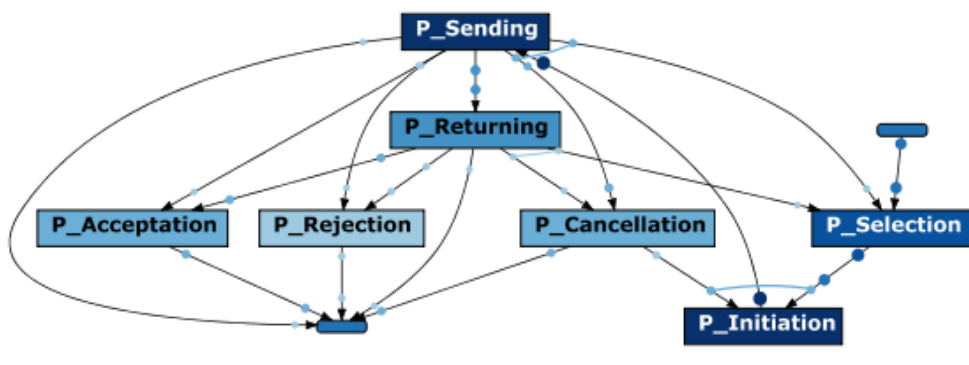 P_Sending
P_Returning
P_Acceptation
P_Rejection
P_Cancellation
P_Selection
P_Initiation